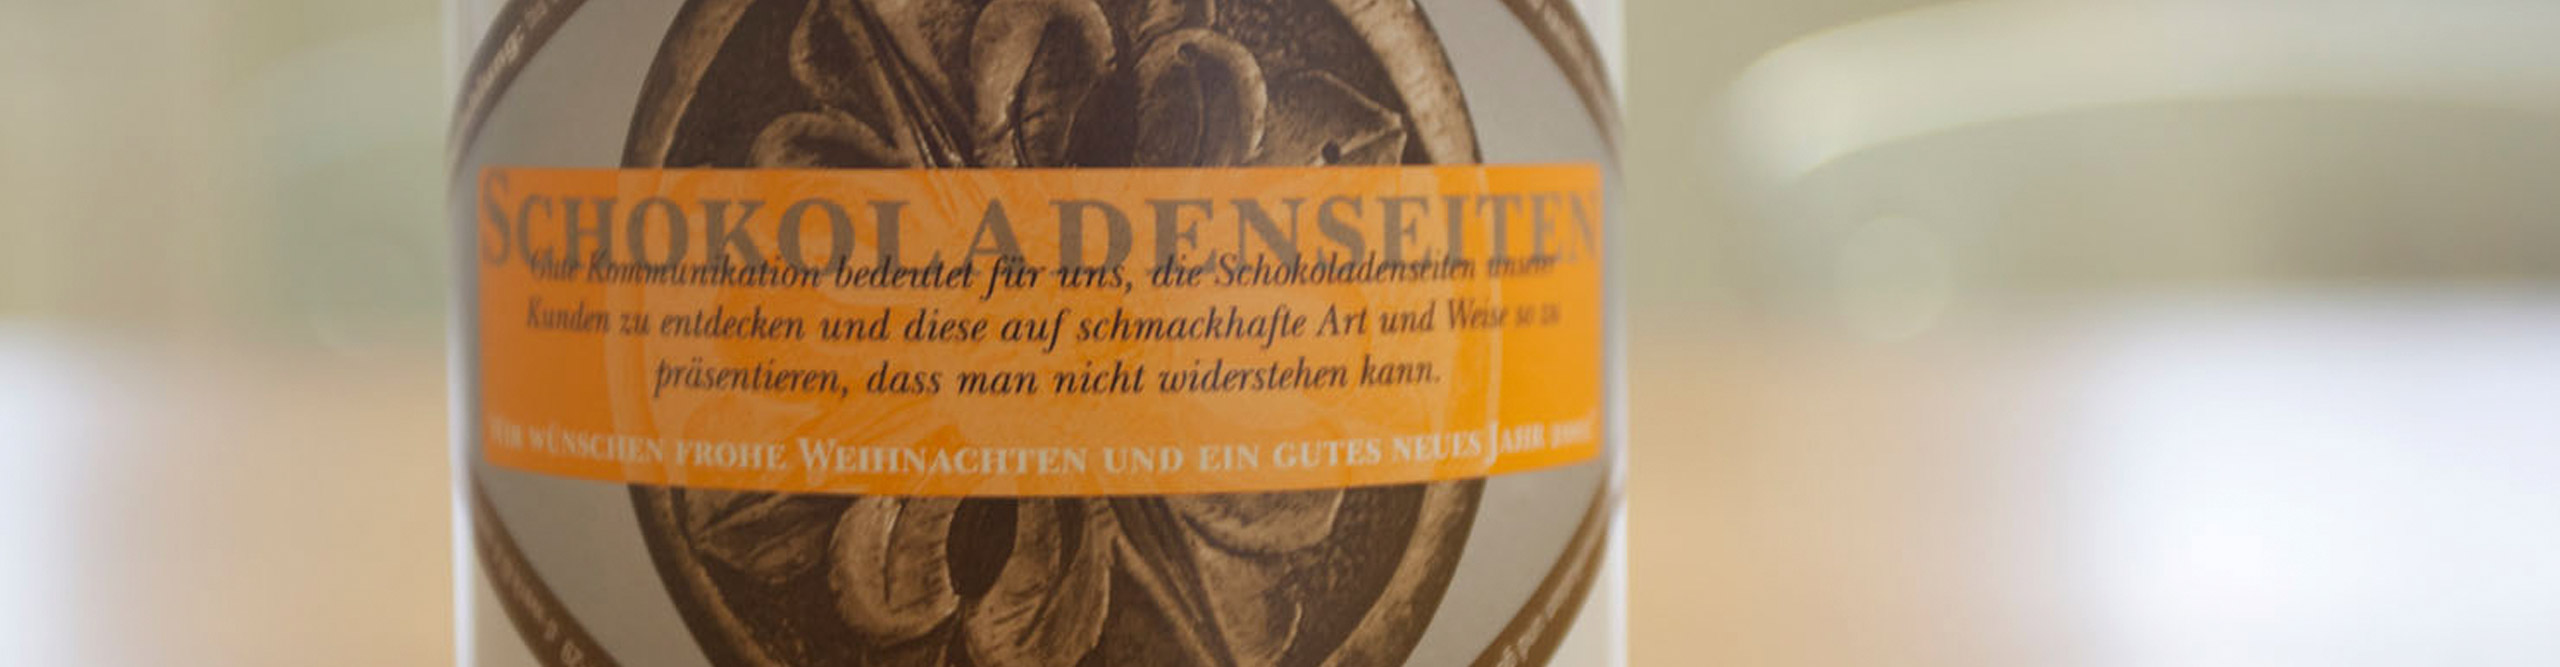 SCHOKOLADENSEITEN
Gute Kommunikation bedeutet für uns, die Schokoladenseiten unserer
Kunden zu entdecken und diese auf schmackhafte Art und Weise so zu
präsentieren, dass man nicht widerstehen kann.
WIR WÜNSCHEN FROHE WEIHNACHTEN UND EIN GUTES NEUES JAHR